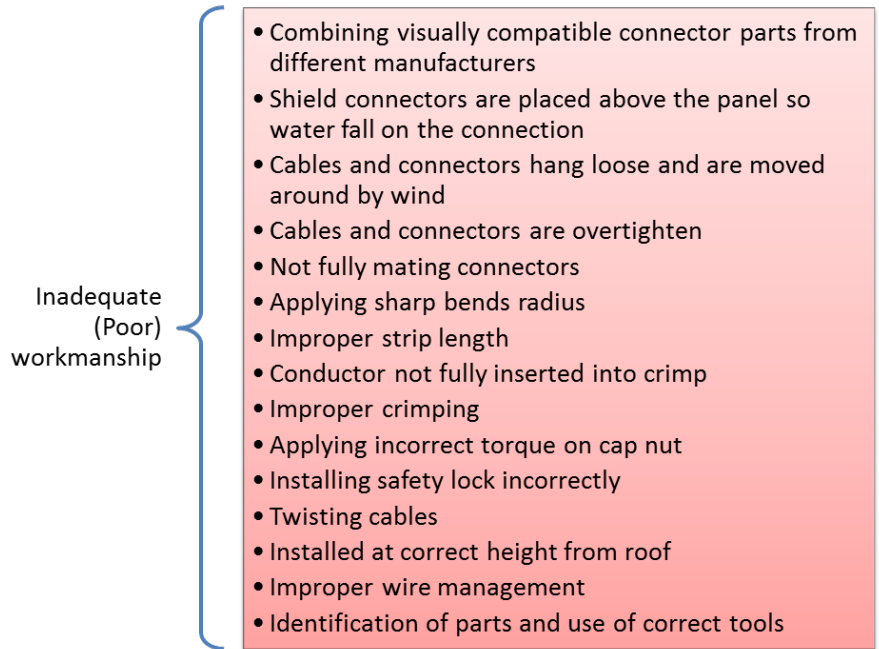 Inadequate
(Poor)
workmanship
• Combining visually compatible connector parts from
different manufacturers
• Shield connectors are placed above the panel so
water fall on the connection
• Cables and connectors hang loose and are moved
around by wind
• Cables and connectors are overtighten
• Not fully mating connectors
• Applying sharp bends radius
• Improper strip length
• Conductor not fully inserted into crimp
• Improper crimping
• Applying incorrect torque on cap nut
• Installing safety lock incorrectly
• Twisting cables
• Installed at correct height from roof
• Improper wire management
• Identification of parts and use of correct tools